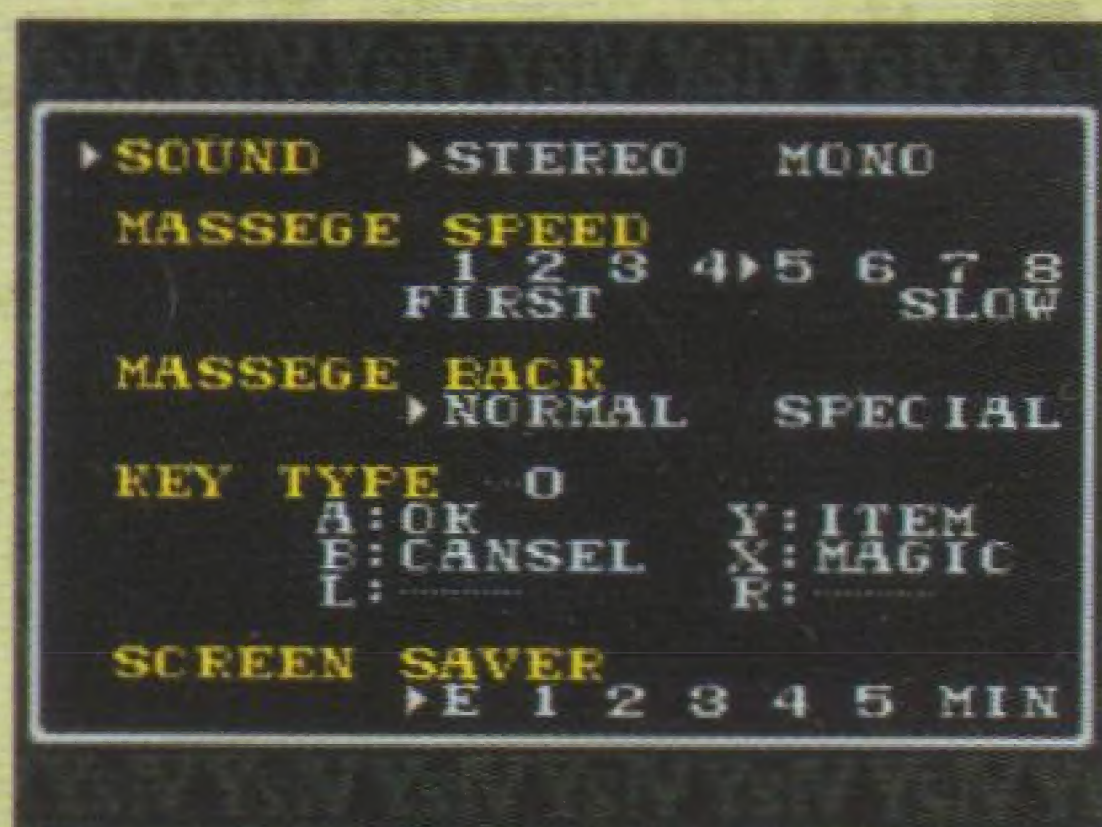 ▶SOUND ▶STEREO MONO
MASSEGE SPEED
1 2 3 4▶5 6 7 8
FIRST SLOW
MASSEGE BACK
▶NORMAL SPECIAL
KEY TYPE 0
A:OK Y:ITEM
B:CANSEL X:MAGIC
L:-------- R:--------
SCREEN SAVER
▶E 1 2 3 4 5 MIN